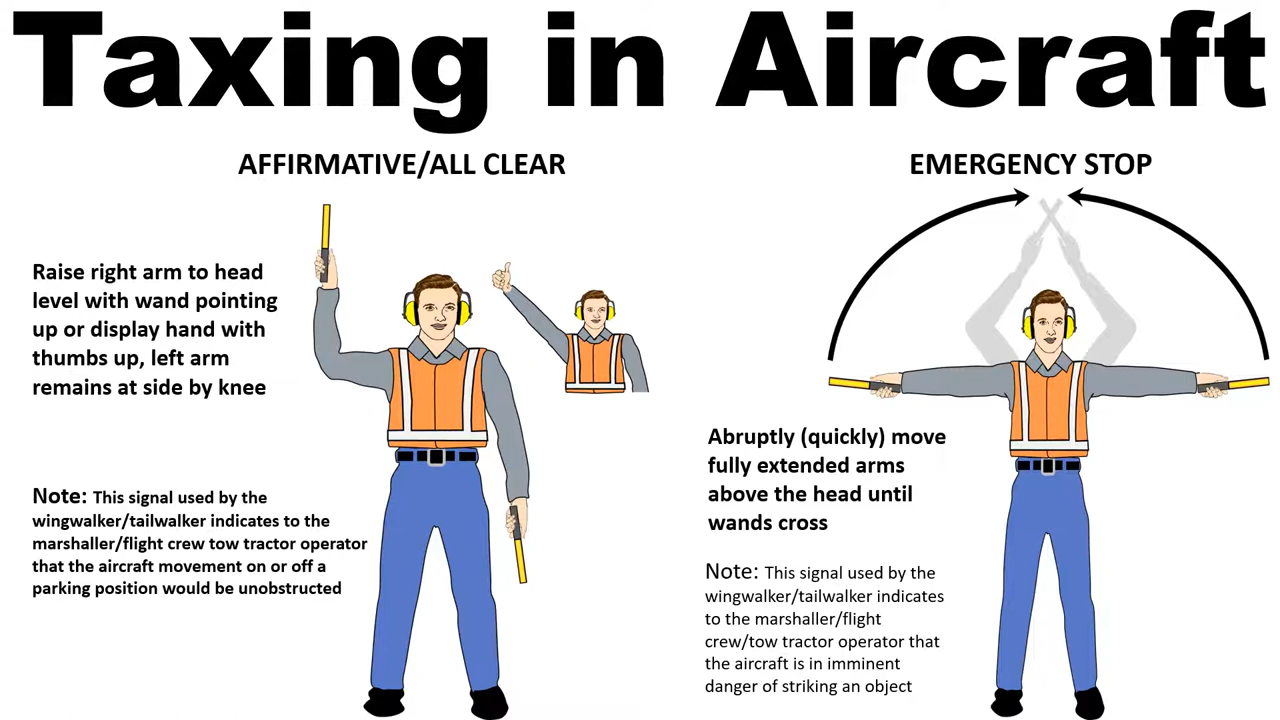 Taxing in Aircraft
AFFIRMATIVE/ALL CLEAR
Raise right arm to head
level with wand pointing
up or display hand with
thumbs up, left arm
remains at side by knee
Note: This signal used by the
wingwalker/tailwalker indicates to the
marshaller/flight crew tow tractor operator
that the aircraft movement on or off a
parking position would be unobstructed
EMERGENCY STOP
Abruptly (quickly) move
fully extended arms
above the head until
wands cross
Note: This signal used by the
wingwalker/tailwalker indicates
to the marshaller/flight
crew/tow tractor operator that
the aircraft is in imminent
danger of striking an object